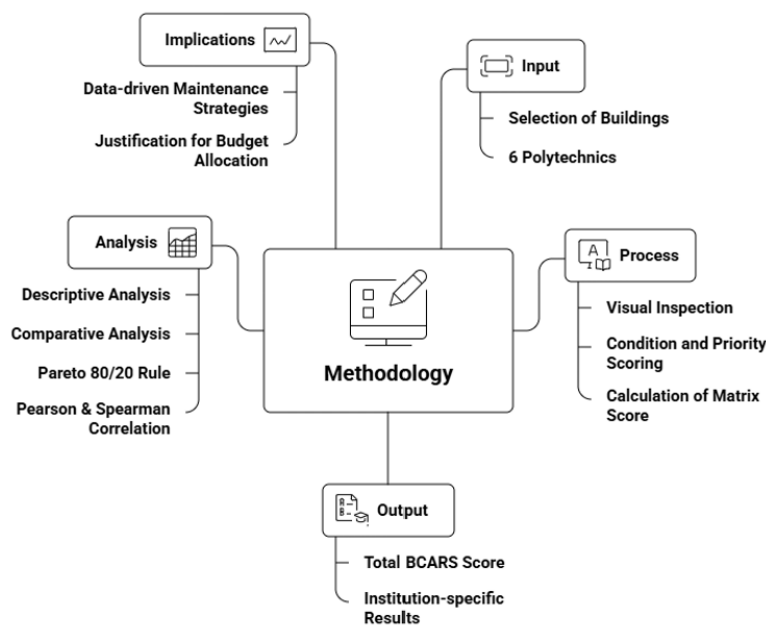 Implications
Data-driven Maintenance
Strategies
Justification for Budget
Allocation
Input
Selection of Buildings
6 Polytechnics
Analysis
Descriptive Analysis
Comparative Analysis
Pareto 80/20 Rule
Pearson & Spearman
Correlation
Methodology
A
Process
Visual Inspection
Condition and Priority
Scoring
Calculation of Matrix
Score
Output
Total BCARS Score
Institution-specific
Results